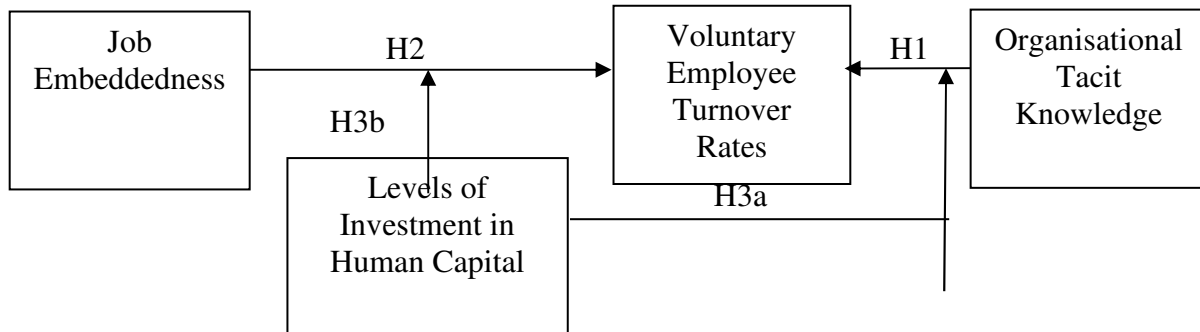 Job
Embeddedness
H2
Voluntary
Employee
Turnover
Rates
H1
Organisational
Tacit
Knowledge
H3b
Levels of
Investment in
Human Capital
H3a